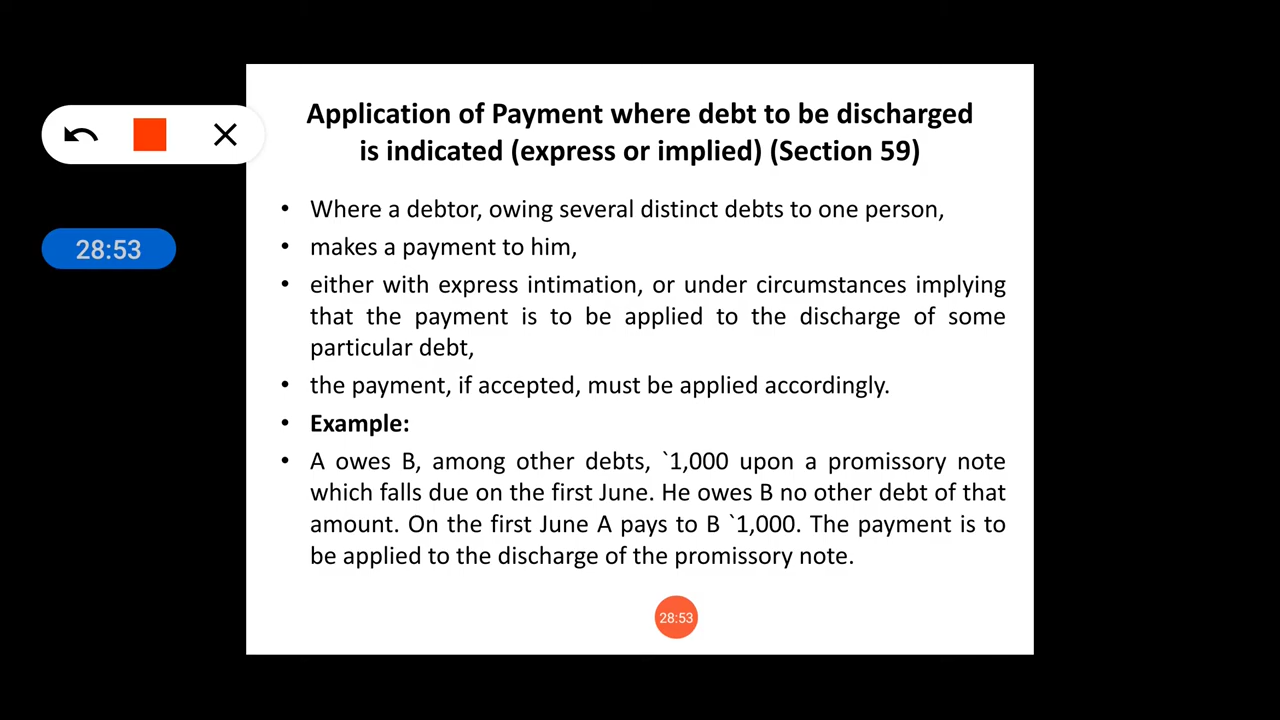 Application of Payment where debt to be discharged
is indicated (express or implied) (Section 59)
28:53
• Where a debtor, owing several distinct debts to one person,
• makes a payment to him,
• either with express intimation, or under circumstances implying
that the payment is to be applied to the discharge of some
particular debt,
• the payment, if accepted, must be applied accordingly.
• Example:
• A owes B, among other debts, `1,000 upon a promissory note
which falls due on the first June. He owes B no other debt of that
amount. On the first June A pays to B `1,000. The payment is to
be applied to the discharge of the promissory note.
28:53